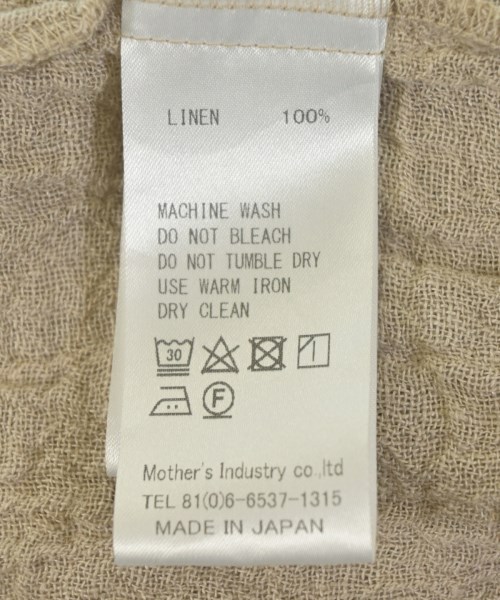 LINEN 100%
MACHINE WASH
DO NOT BLEACH
DO NOT TUMBLE DRY
USE WARM IRON
DRY CLEAN
30
F
Mother's Industry co.,ltd
TEL 81(0)6-6537-1315
MADE IN JAPAN